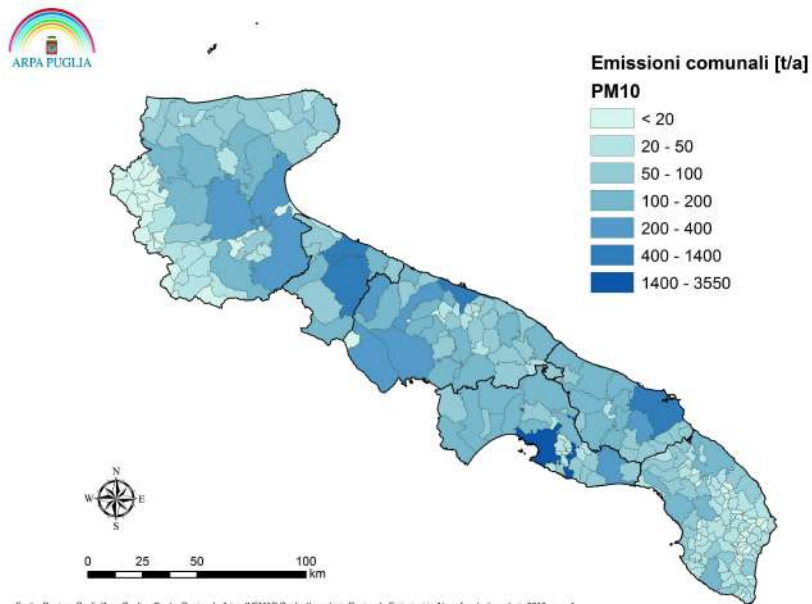 ARPA PUGLIA
Emissioni comunali [t/a]
PM10
< 20
20 - 50
50 - 100
100 - 200
200 - 400
400 - 1400
1400 - 3550
N
W E
S
0 25 50 100
km